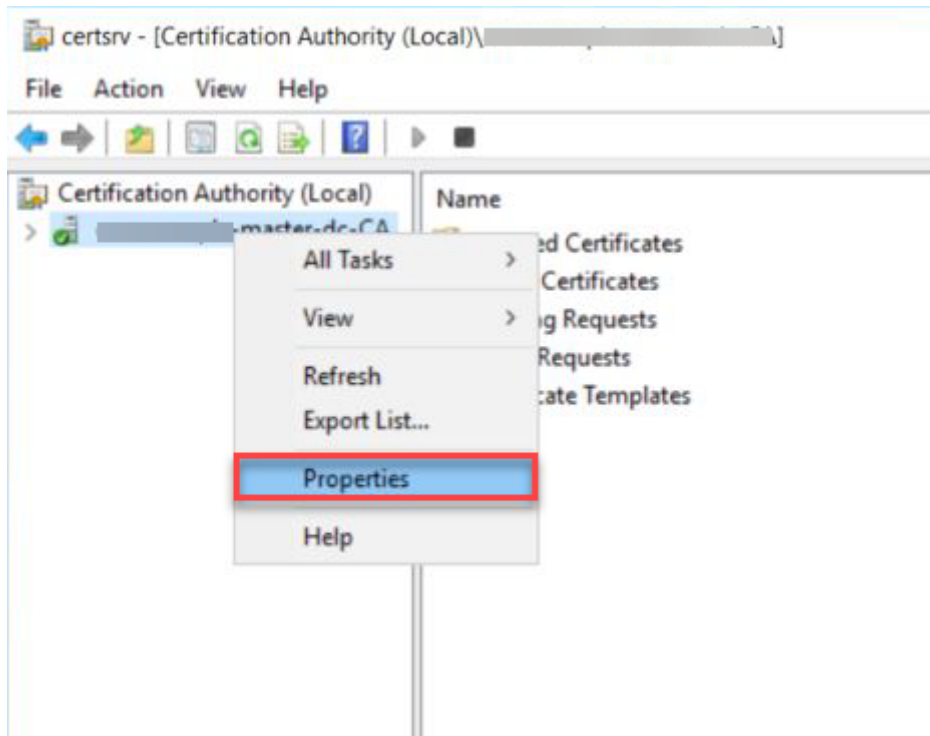 certsrv - [Certification Authority (Local)\
File Action View Help
Certification Authority (Local)
-master-dc-CA
Name
ed Certificates
Certificates
ng Requests
Requests
cate Templates
All Tasks
View
Refresh
Export List...
Properties
Help